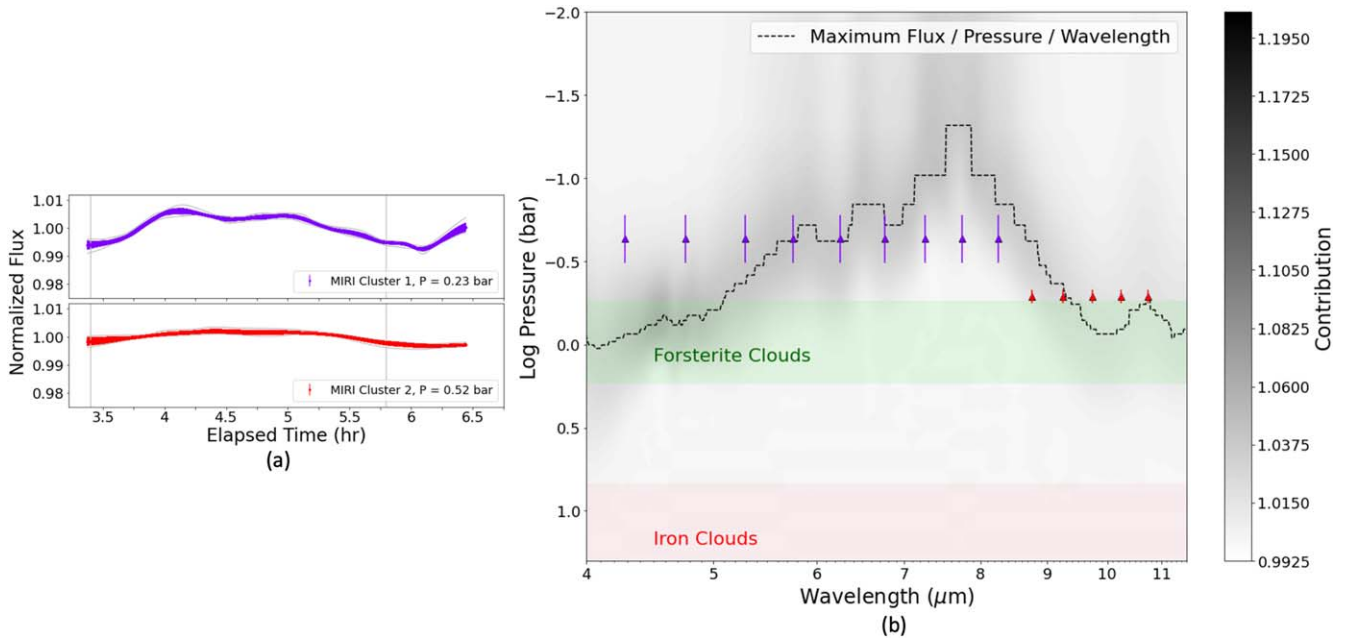 Normalized Flux
1.01
1.00
0.99
0.98
MIRI Cluster 1, P = 0.23 bar
1.01
1.00
0.99
0.98
MIRI Cluster 2, P = 0.52 bar
3.5 4 4.5 5 5.5 6 6.5
Elapsed Time (hr)
(a)
Log Pressure (bar)
−2.0
−1.5
−1.0
−0.5
0.0
0.5
1.0
Maximum Flux / Pressure / Wavelength
Forsterite Clouds
Iron Clouds
4 5 6 7 8 9 10 11
Wavelength (μm)
(b)
1.1950
1.1725
1.1500
1.1275
1.1050
1.0825
1.0600
1.0375
1.0150
0.9925
Contribution